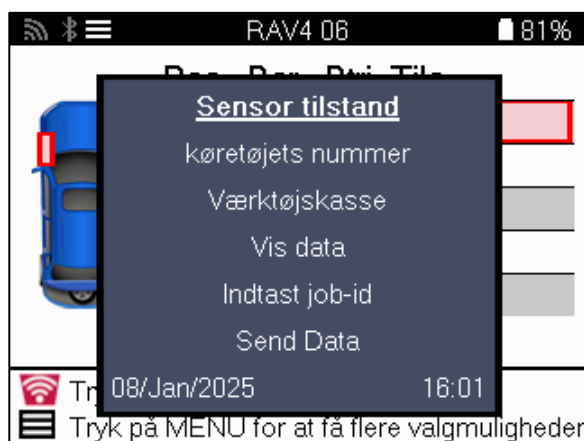 RAV4 06 81%
Sensor tilstand
køretøjets nummer
Værktøjskasse
Vis data
Indtast job-id
Send Data
08/Jan/2025 16:01
Tryk på MENU for at få flere valgmuligheder